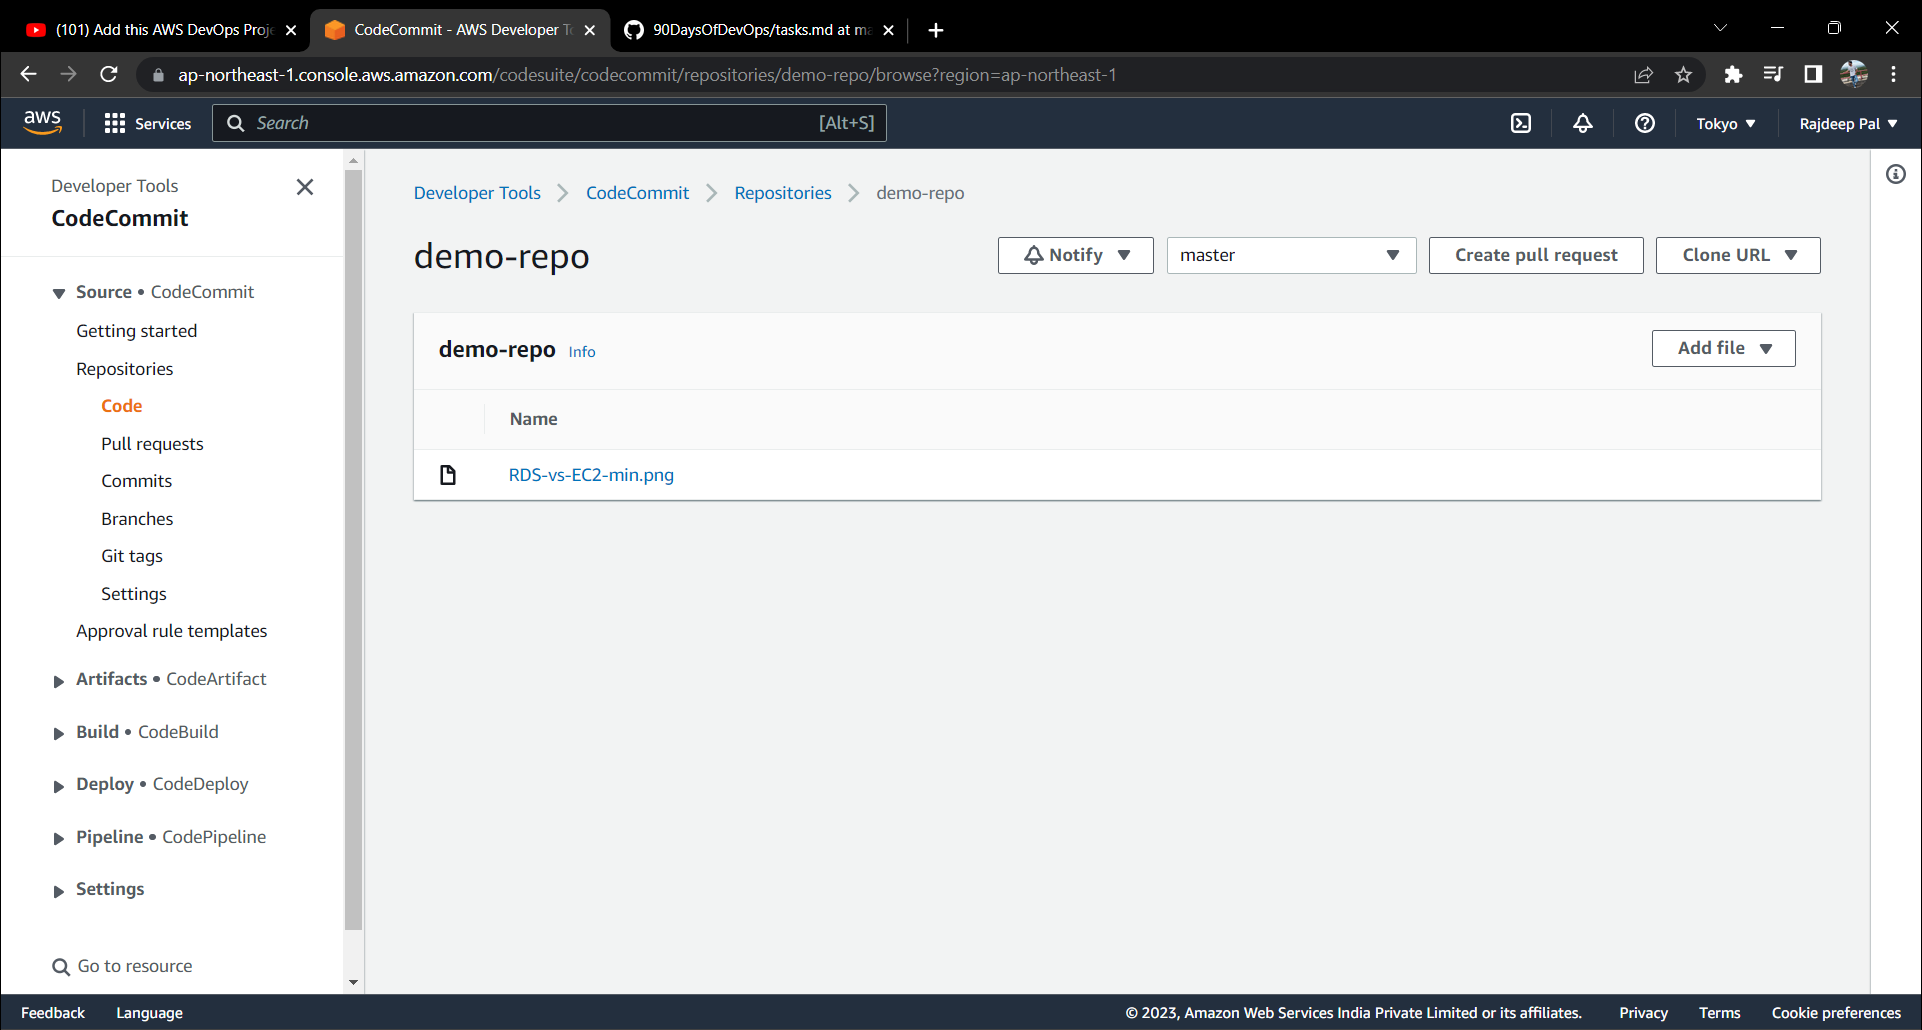 (101) Add this AWS DevOps Proje
CodeCommit - AWS Developer To
90DaysOfDevOps/tasks.md at ma
ap-northeast-1.console.aws.amazon.com/codesuite/codecommit/repositories/demo-repo/browse?region=ap-northeast-1
aws
Services
Search
[Alt+S]
Tokyo
Rajdeep Pal
Developer Tools
CodeCommit
Source • CodeCommit
Getting started
Repositories
Code
Pull requests
Commits
Branches
Git tags
Settings
Approval rule templates
Artifacts • CodeArtifact
Build • CodeBuild
Deploy • CodeDeploy
Pipeline • CodePipeline
Settings
Go to resource
Developer Tools
CodeCommit
Repositories
demo-repo
demo-repo
Notify
master
Create pull request
Clone URL
demo-repo
Info
Add file
Name
RDS-vs-EC2-min.png
Feedback
Language
© 2023, Amazon Web Services India Private Limited or its affiliates.
Privacy
Terms
Cookie preferences